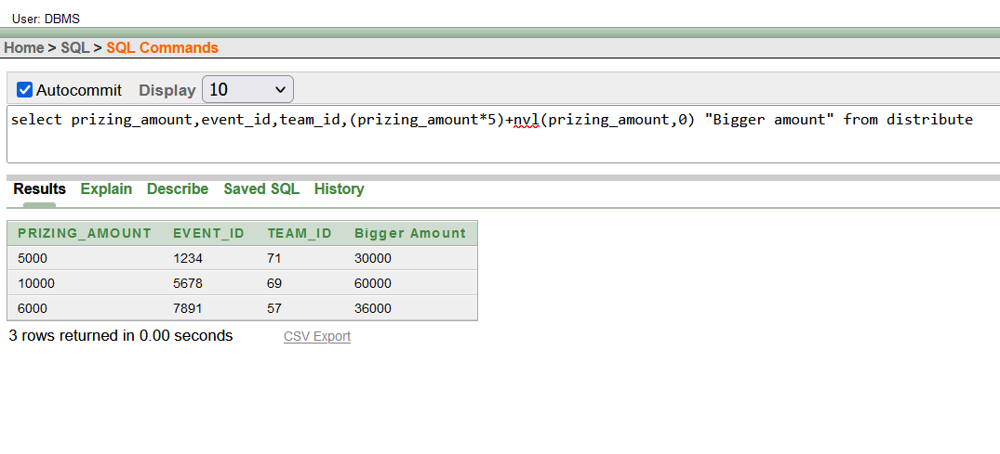 User: DBMS
Home > SQL > SQL Commands
Autocommit Display 10
select prizing_amount,event_id,team_id,(prizing_amount*5)+nvl(prizing_amount,0) "Bigger amount" from distribute
Results Explain Describe Saved SQL History
PRIZING_AMOUNT EVENT_ID TEAM_ID Bigger Amount
5000 1234 71 30000
10000 5678 69 60000
6000 7891 57 36000
3 rows returned in 0.00 seconds CSV Export